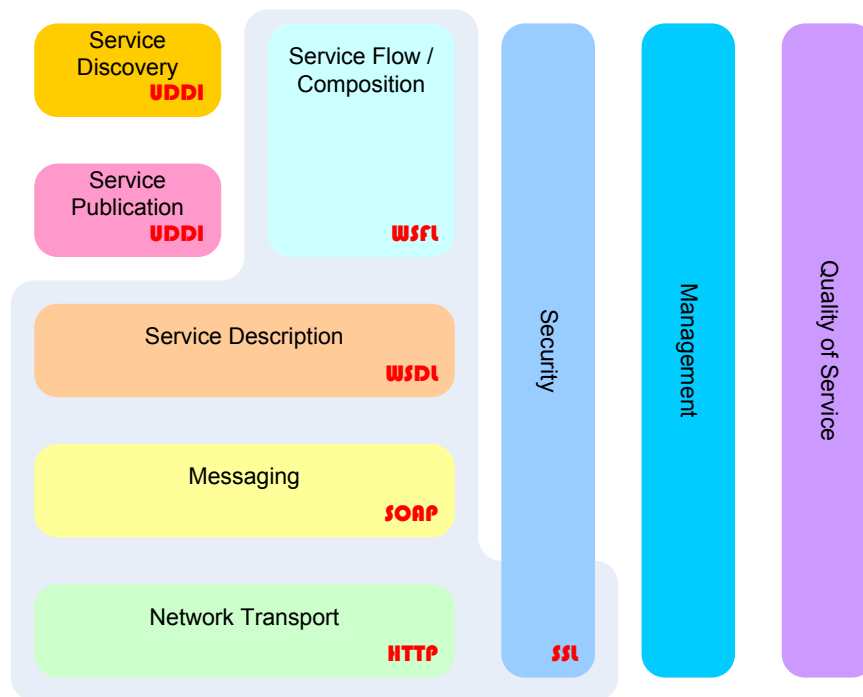 Service
Discovery
UDDI
Service Flow /
Composition
WSFL
Service
Publication
UDDI
Service Description
WSDL
Messaging
SOAP
Network Transport
HTTP
Security
SSL
Management
Quality of Service